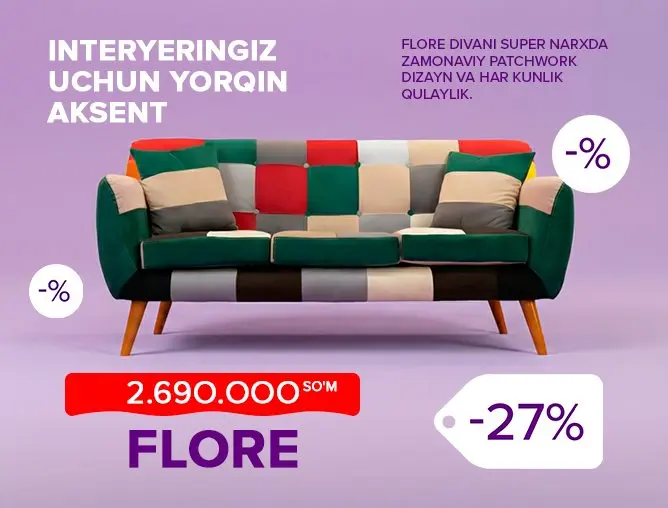 INTERYERINGIZ
UCHUN YORQIN
AKSENT
FLORE DIVANI SUPER NARXDA
ZAMONAVIY PATCHWORK
DIZAYN VA HAR KUNLIK
QULAYLIK.
-%
-%
2.690.000 SO'M
FLORE
-27%